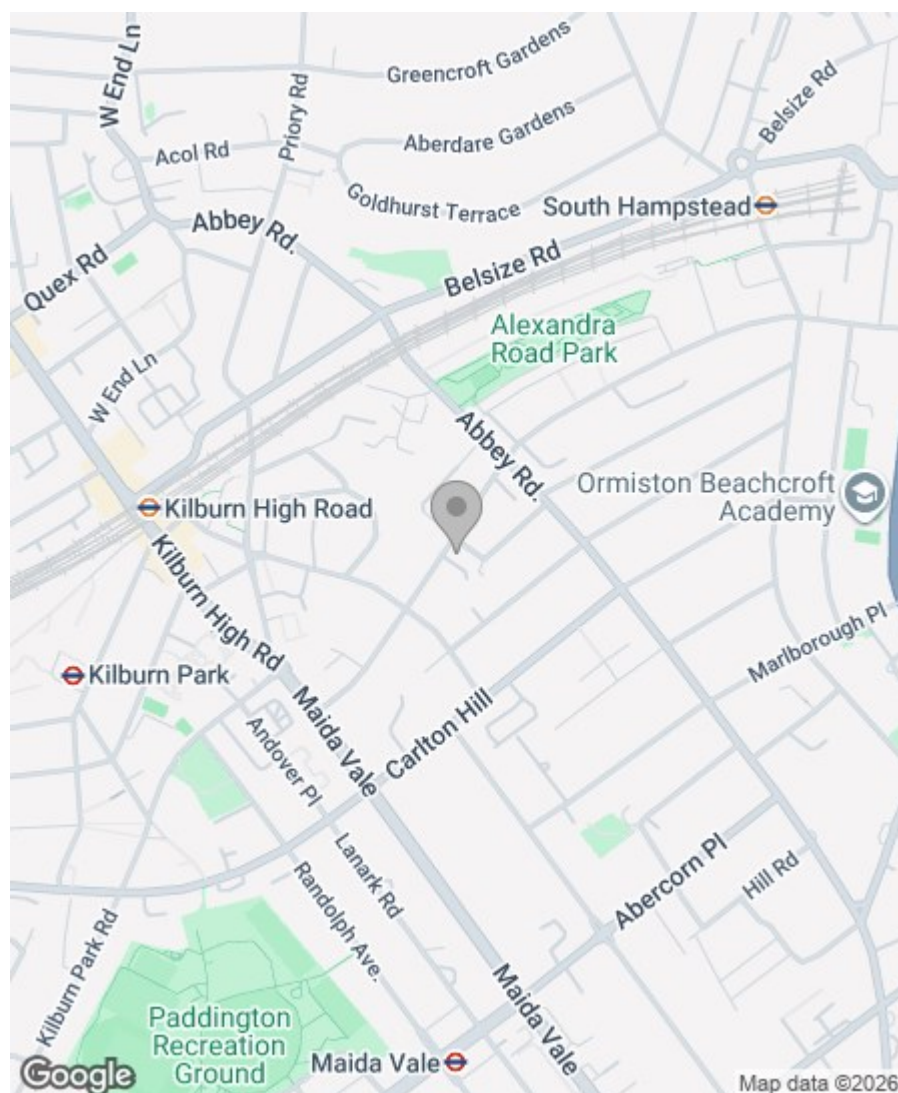 W End Ln
Greencroft Gardens
Priory Rd
Belsize Rd
Acol Rd
Aberdare Gardens
Goldhurst Terrace
South Hampstead
Abbey Rd.
Quex Rd
Belsize Rd
Alexandra
Road Park
W End Ln
Abbey Rd.
Ormiston Beachcroft
Academy
Kilburn High Road
Kilburn High Rd
Marlborough Pl
Kilburn Park
Maida Vale
Carlton Hill
Andover Pl
Lanark Rd
Randolph Ave.
Abercorn Pl
Hill Rd
Kilburn Park Rd
Maida Vale
Paddington
Recreation
Ground
Maida Vale
Google
Map data ©2026